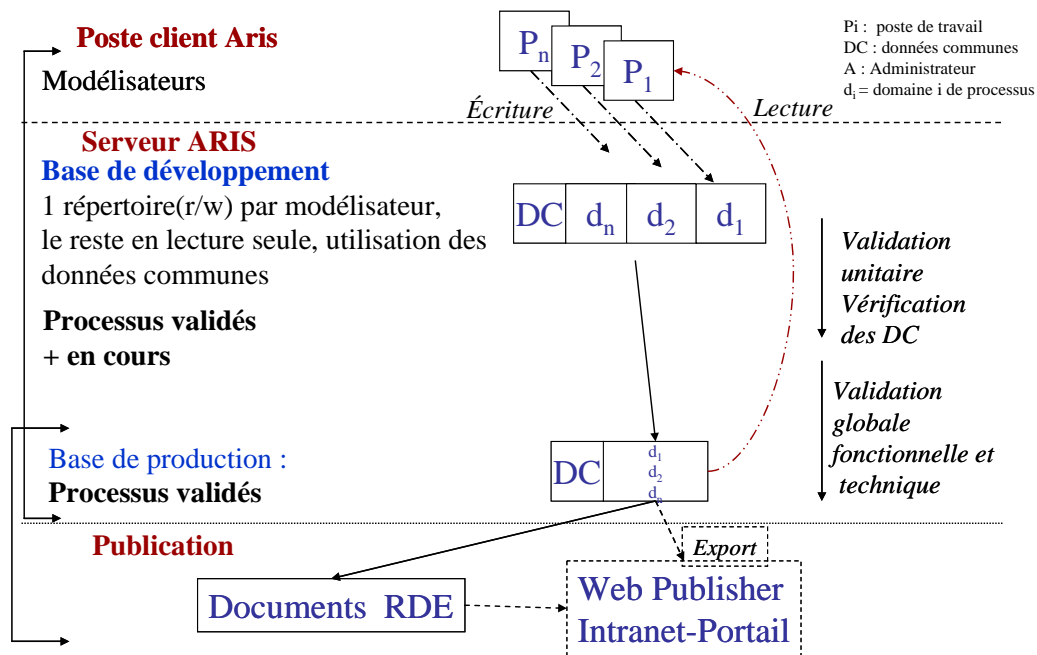 Poste client Aris
Modélisateurs
Pn
P2
P1
Pi : poste de travail
DC : données communes
A : Administrateur
di = domaine i de processus
Écriture
Lecture
Serveur ARIS
Base de développement
1 répertoire(r/w) par modélisateur,
le reste en lecture seule, utilisation des
données communes
Processus validés
+ en cours
DC dn d2 d1
Validation
unitaire
Vérification
des DC
Validation
globale
fonctionnelle et
technique
Base de production :
Processus validés
DC
d1
d2
dn
Publication
Export
Documents RDE
Web Publisher
Intranet-Portail